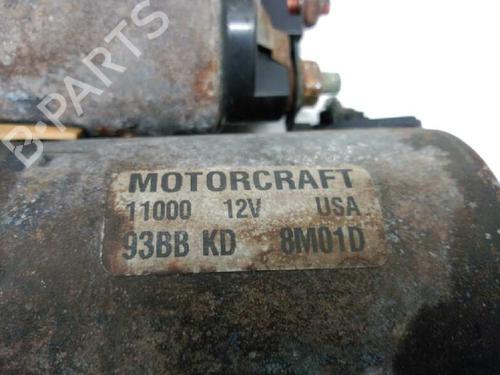 B-PARTS
MOTORCRAFT
11000 12V USA
93BB KD 8M01D